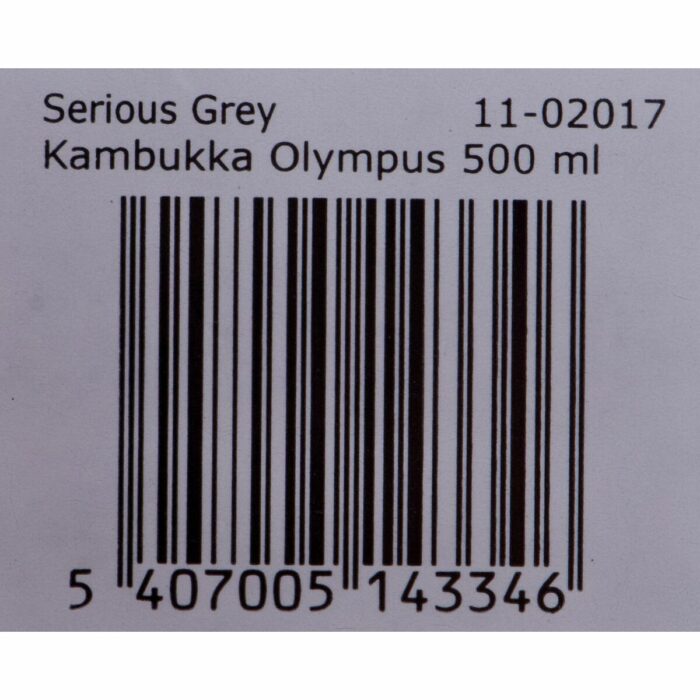 Serious Grey 11-02017
Kambukka Olympus 500 ml
5 407005 143346